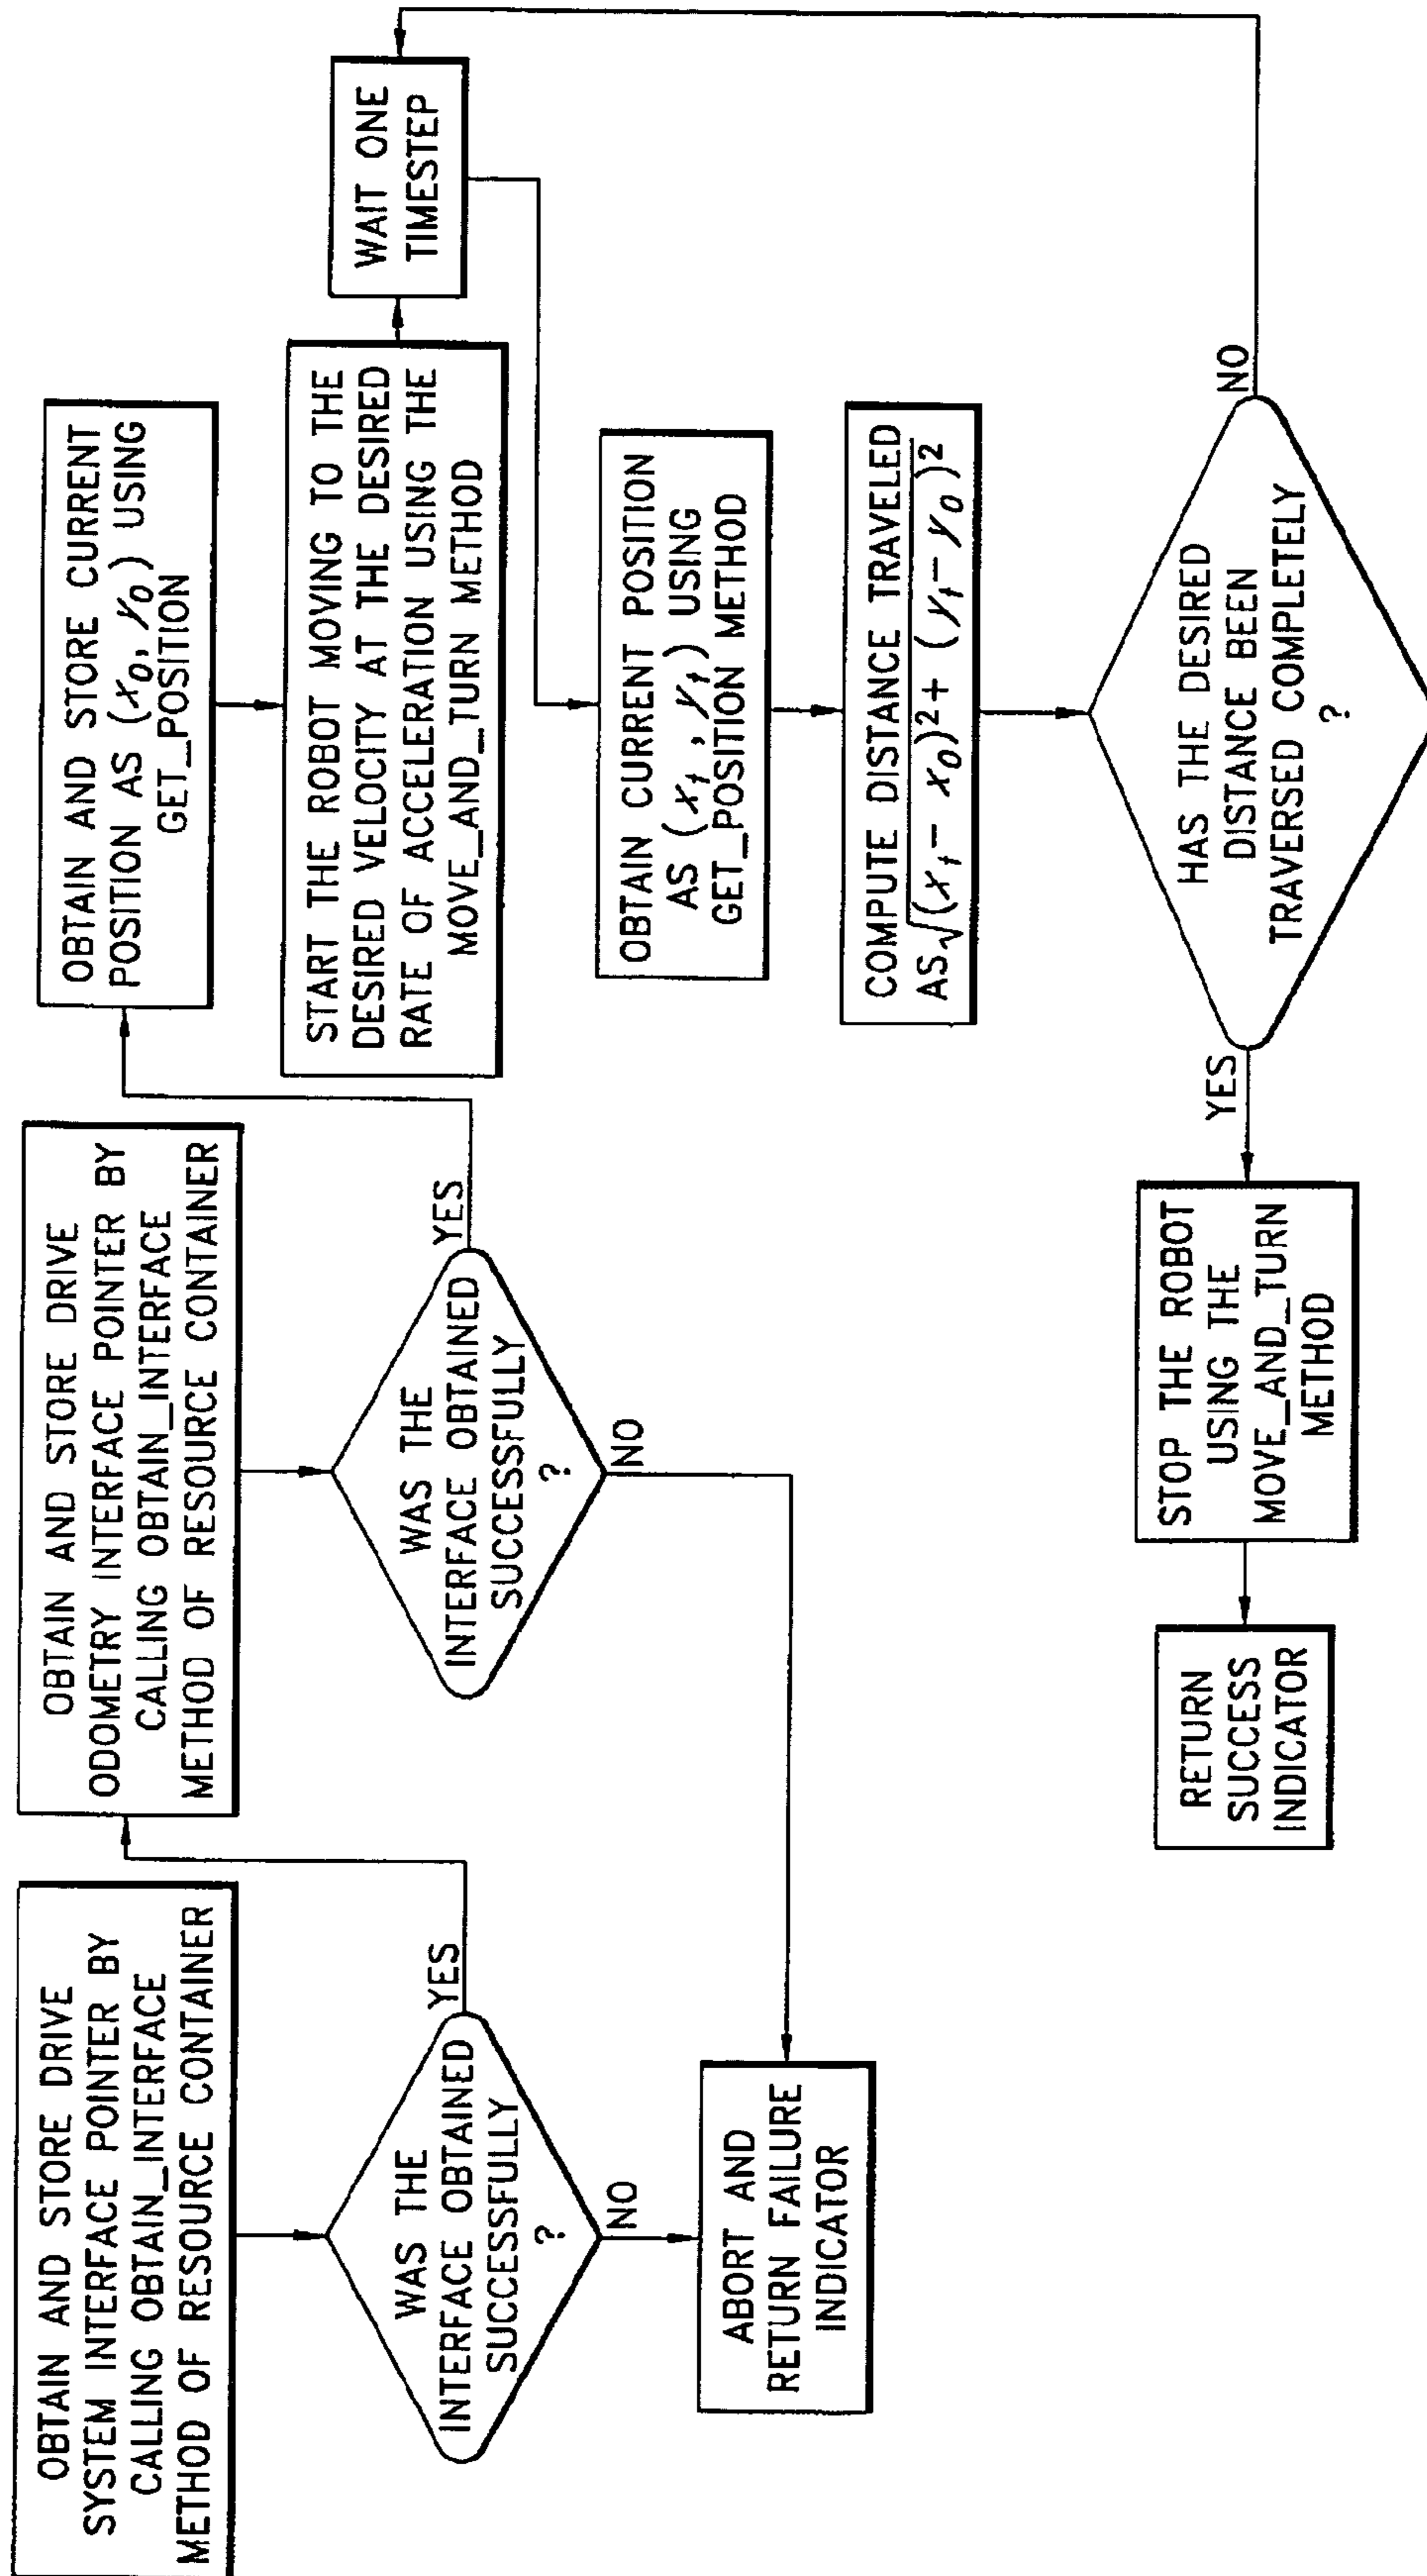 OBTAIN AND STORE DRIVE
SYSTEM INTERFACE POINTER BY
CALLING OBTAIN_INTERFACE
METHOD OF RESOURCE CONTAINER
WAS THE
INTERFACE OBTAINED
SUCCESSFULLY
?
YES
NO
ABORT AND
RETURN FAILURE
INDICATOR
OBTAIN AND STORE DRIVE
ODOMETRY INTERFACE POINTER BY
CALLING OBTAIN_INTERFACE
METHOD OF RESOURCE CONTAINER
WAS THE
INTERFACE OBTAINED
SUCCESSFULLY
?
YES
NO
OBTAIN AND STORE CURRENT
POSITION AS (x₀, y₀) USING
GET_POSITION
START THE ROBOT MOVING TO THE
DESIRED VELOCITY AT THE DESIRED
RATE OF ACCELERATION USING THE
MOVE_AND_TURN METHOD
WAIT ONE
TIMESTEP
OBTAIN CURRENT POSITION
AS (x₁, y₁) USING
GET_POSITION METHOD
COMPUTE DISTANCE TRAVELED
AS √(x₁ - x₀)² + (y₁ - y₀)²
HAS THE DESIRED
DISTANCE BEEN
TRAVERSED COMPLETELY
?
NO
YES
STOP THE ROBOT
USING THE
MOVE_AND_TURN
METHOD
RETURN
SUCCESS
INDICATOR